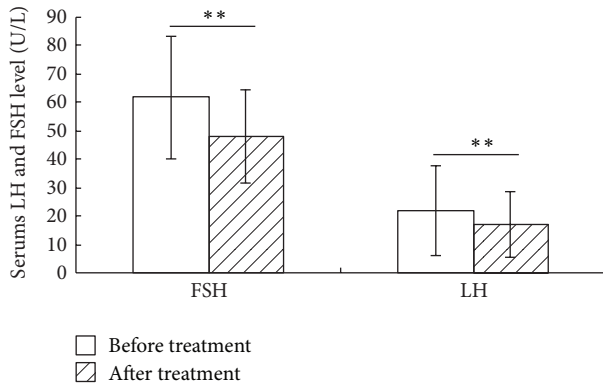 Serums LH and FSH level (U/L)
90
80
70
60
50
40
30
20
10
0
**
**
FSH
LH
Before treatment
After treatment